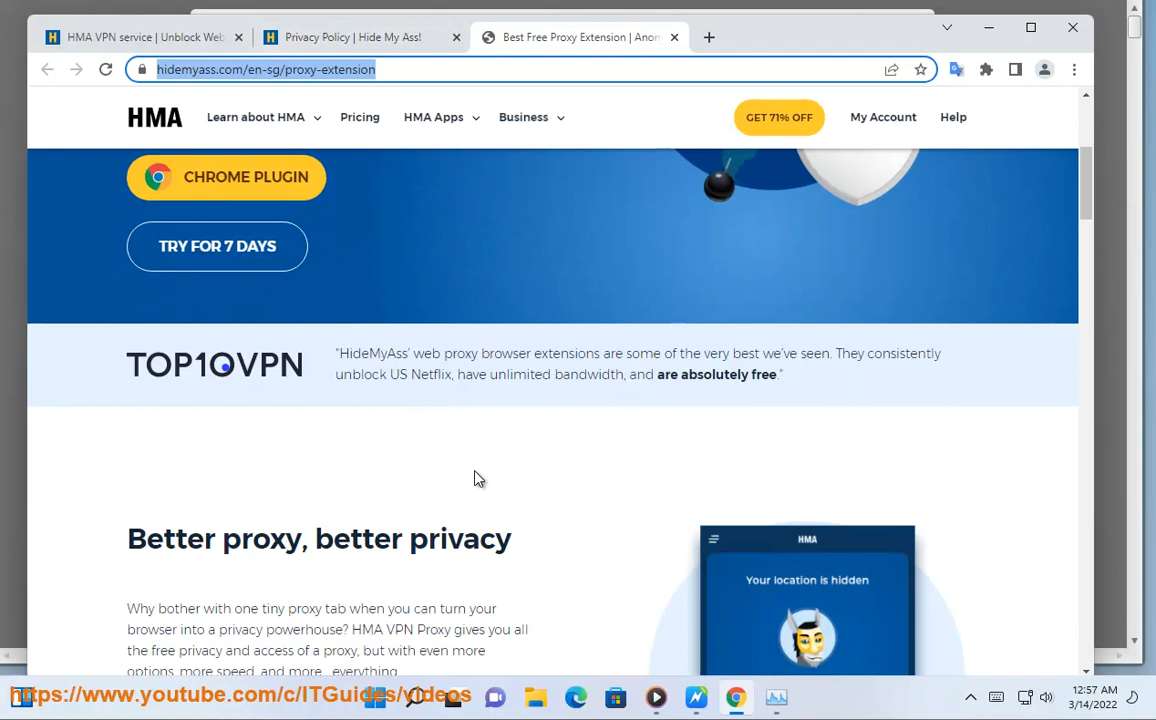 HMA VPN service | Unblock Web
Privacy Policy | Hide My Ass!
Best Free Proxy Extension | Anon
hidemyass.com/en-sg/proxy-extension
HMA
Learn about HMA
Pricing
HMA Apps
Business
GET 71% OFF
My Account
Help
CHROME PLUGIN
TRY FOR 7 DAYS
TOP10VPN
"HideMyAss' web proxy browser extensions are some of the very best we've seen. They consistently
unblock US Netflix, have unlimited bandwidth, and are absolutely free."
Better proxy, better privacy
Why bother with one tiny proxy tab when you can turn your
browser into a privacy powerhouse? HMA VPN Proxy gives you all
the free privacy and access of a proxy, but with even more
options, more speed, and more…everything.
HMA
Your location is hidden
https://www.youtube.com/c/ITGuides/videos
12:57 AM
3/14/2022